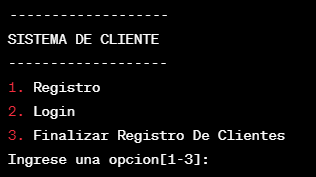 -------------------
SISTEMA DE CLIENTE
-------------------
1. Registro
2. Login
3. Finalizar Registro De Clientes
Ingrese una opcion[1-3]: